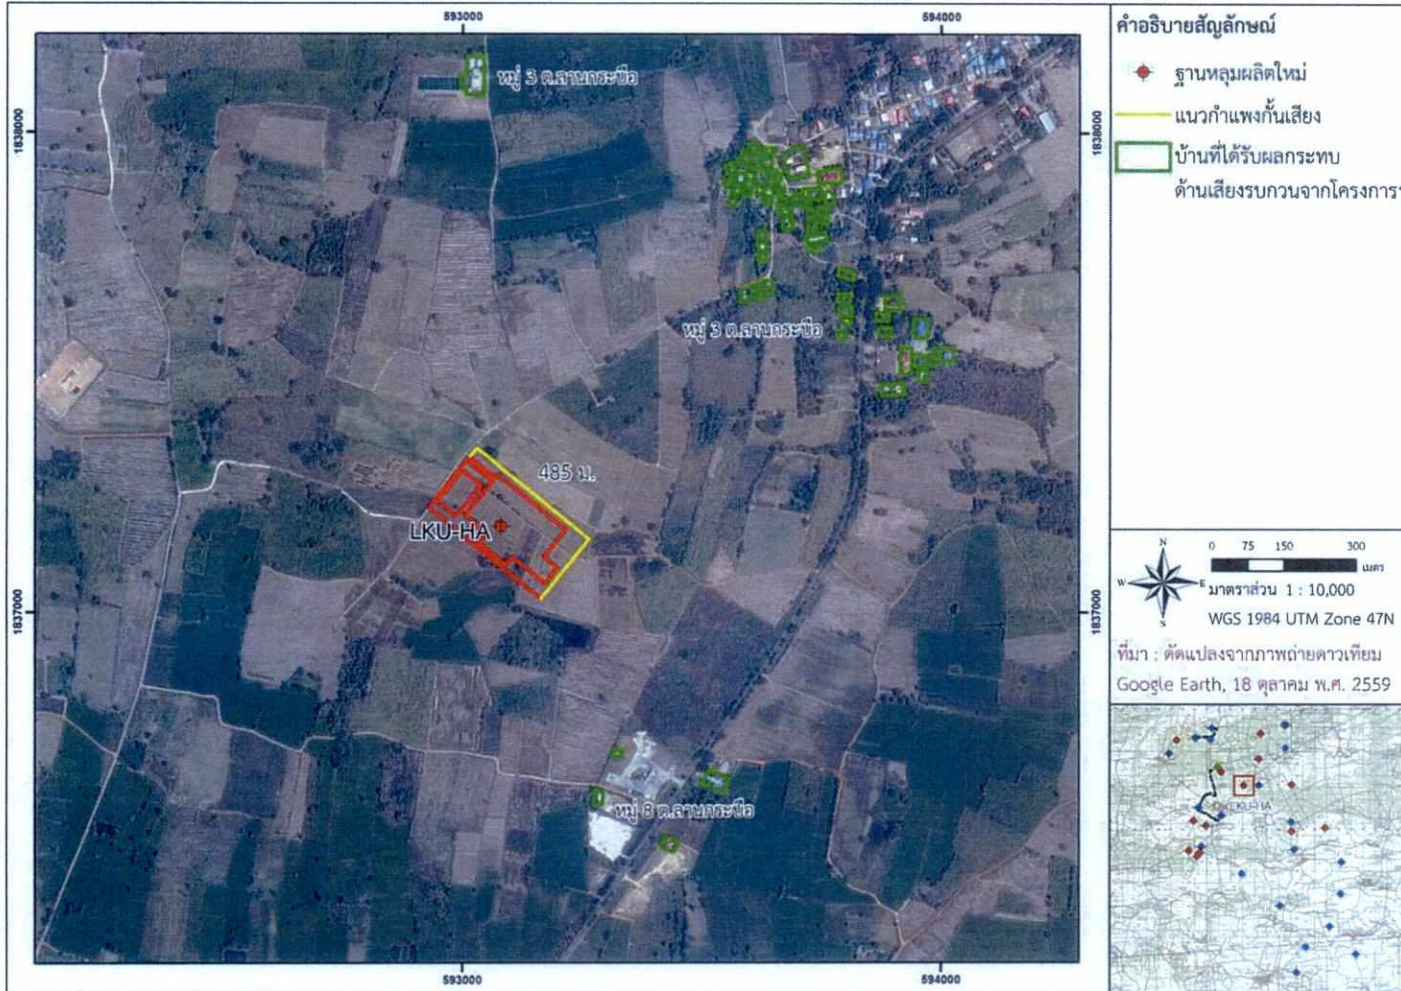 593000
594000
คำอธิบายสัญลักษณ์
ฐานหลุมผลิตใหม่
แนวกำแพงกั้นเสียง
บ้านที่ได้รับผลกระทบ
ด้านเสียงรบกวนจากโครงการฯ
1838000
1838000
หมู่ 3 ต.ลานกระบือ
หมู่ 3 ต.ลานกระบือ
485 ม.
LKU-HA
1837000
1837000
หมู่ 8 ต.ลานกระบือ
593000
594000
N
W
E
S
0 75 150 300
เมตร
มาตราส่วน 1 : 10,000
WGS 1984 UTM Zone 47N
ที่มา : ดัดแปลงจากภาพถ่ายดาวเทียม
Google Earth, 18 ตุลาคม พ.ศ. 2559
LKU-HA